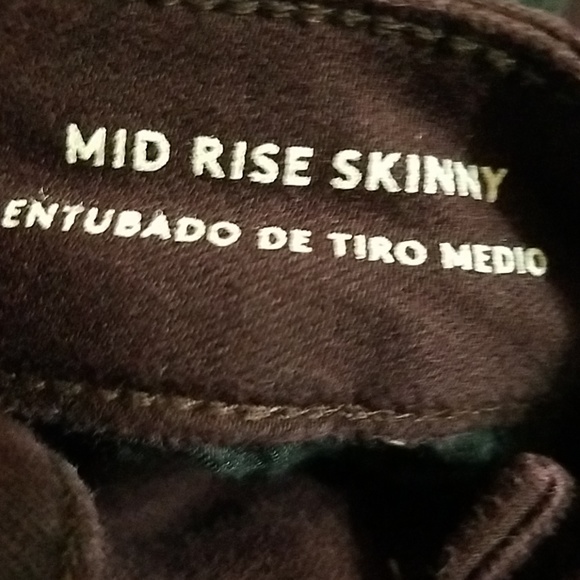 MID RISE SKINNY
ENTUBADO DE TIRO MEDIO